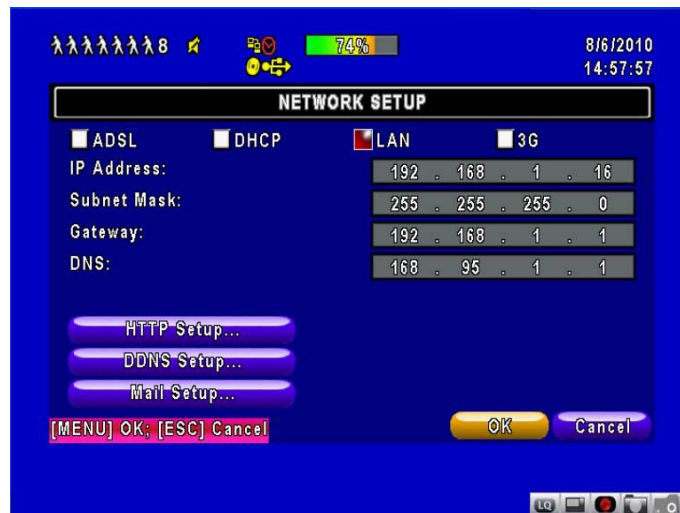 8 74% 8/6/2010
14:57:57
NETWORK SETUP
ADSL DHCP LAN 3G
IP Address: 192 . 168 . 1 . 16
Subnet Mask: 255 . 255 . 255 . 0
Gateway: 192 . 168 . 1 . 1
DNS: 168 . 95 . 1 . 1
HTTP Setup...
DDNS Setup...
Mail Setup...
[MENU] OK; [ESC] Cancel OK Cancel
LQ